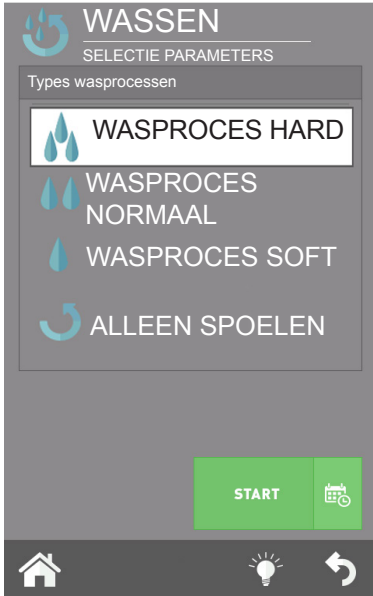 WASSEN
SELECTIE PARAMETERS
Types wasprocessen
WASPROCES HARD
WASPROCES
NORMAAL
WASPROCES SOFT
ALLEEN SPOELEN
START